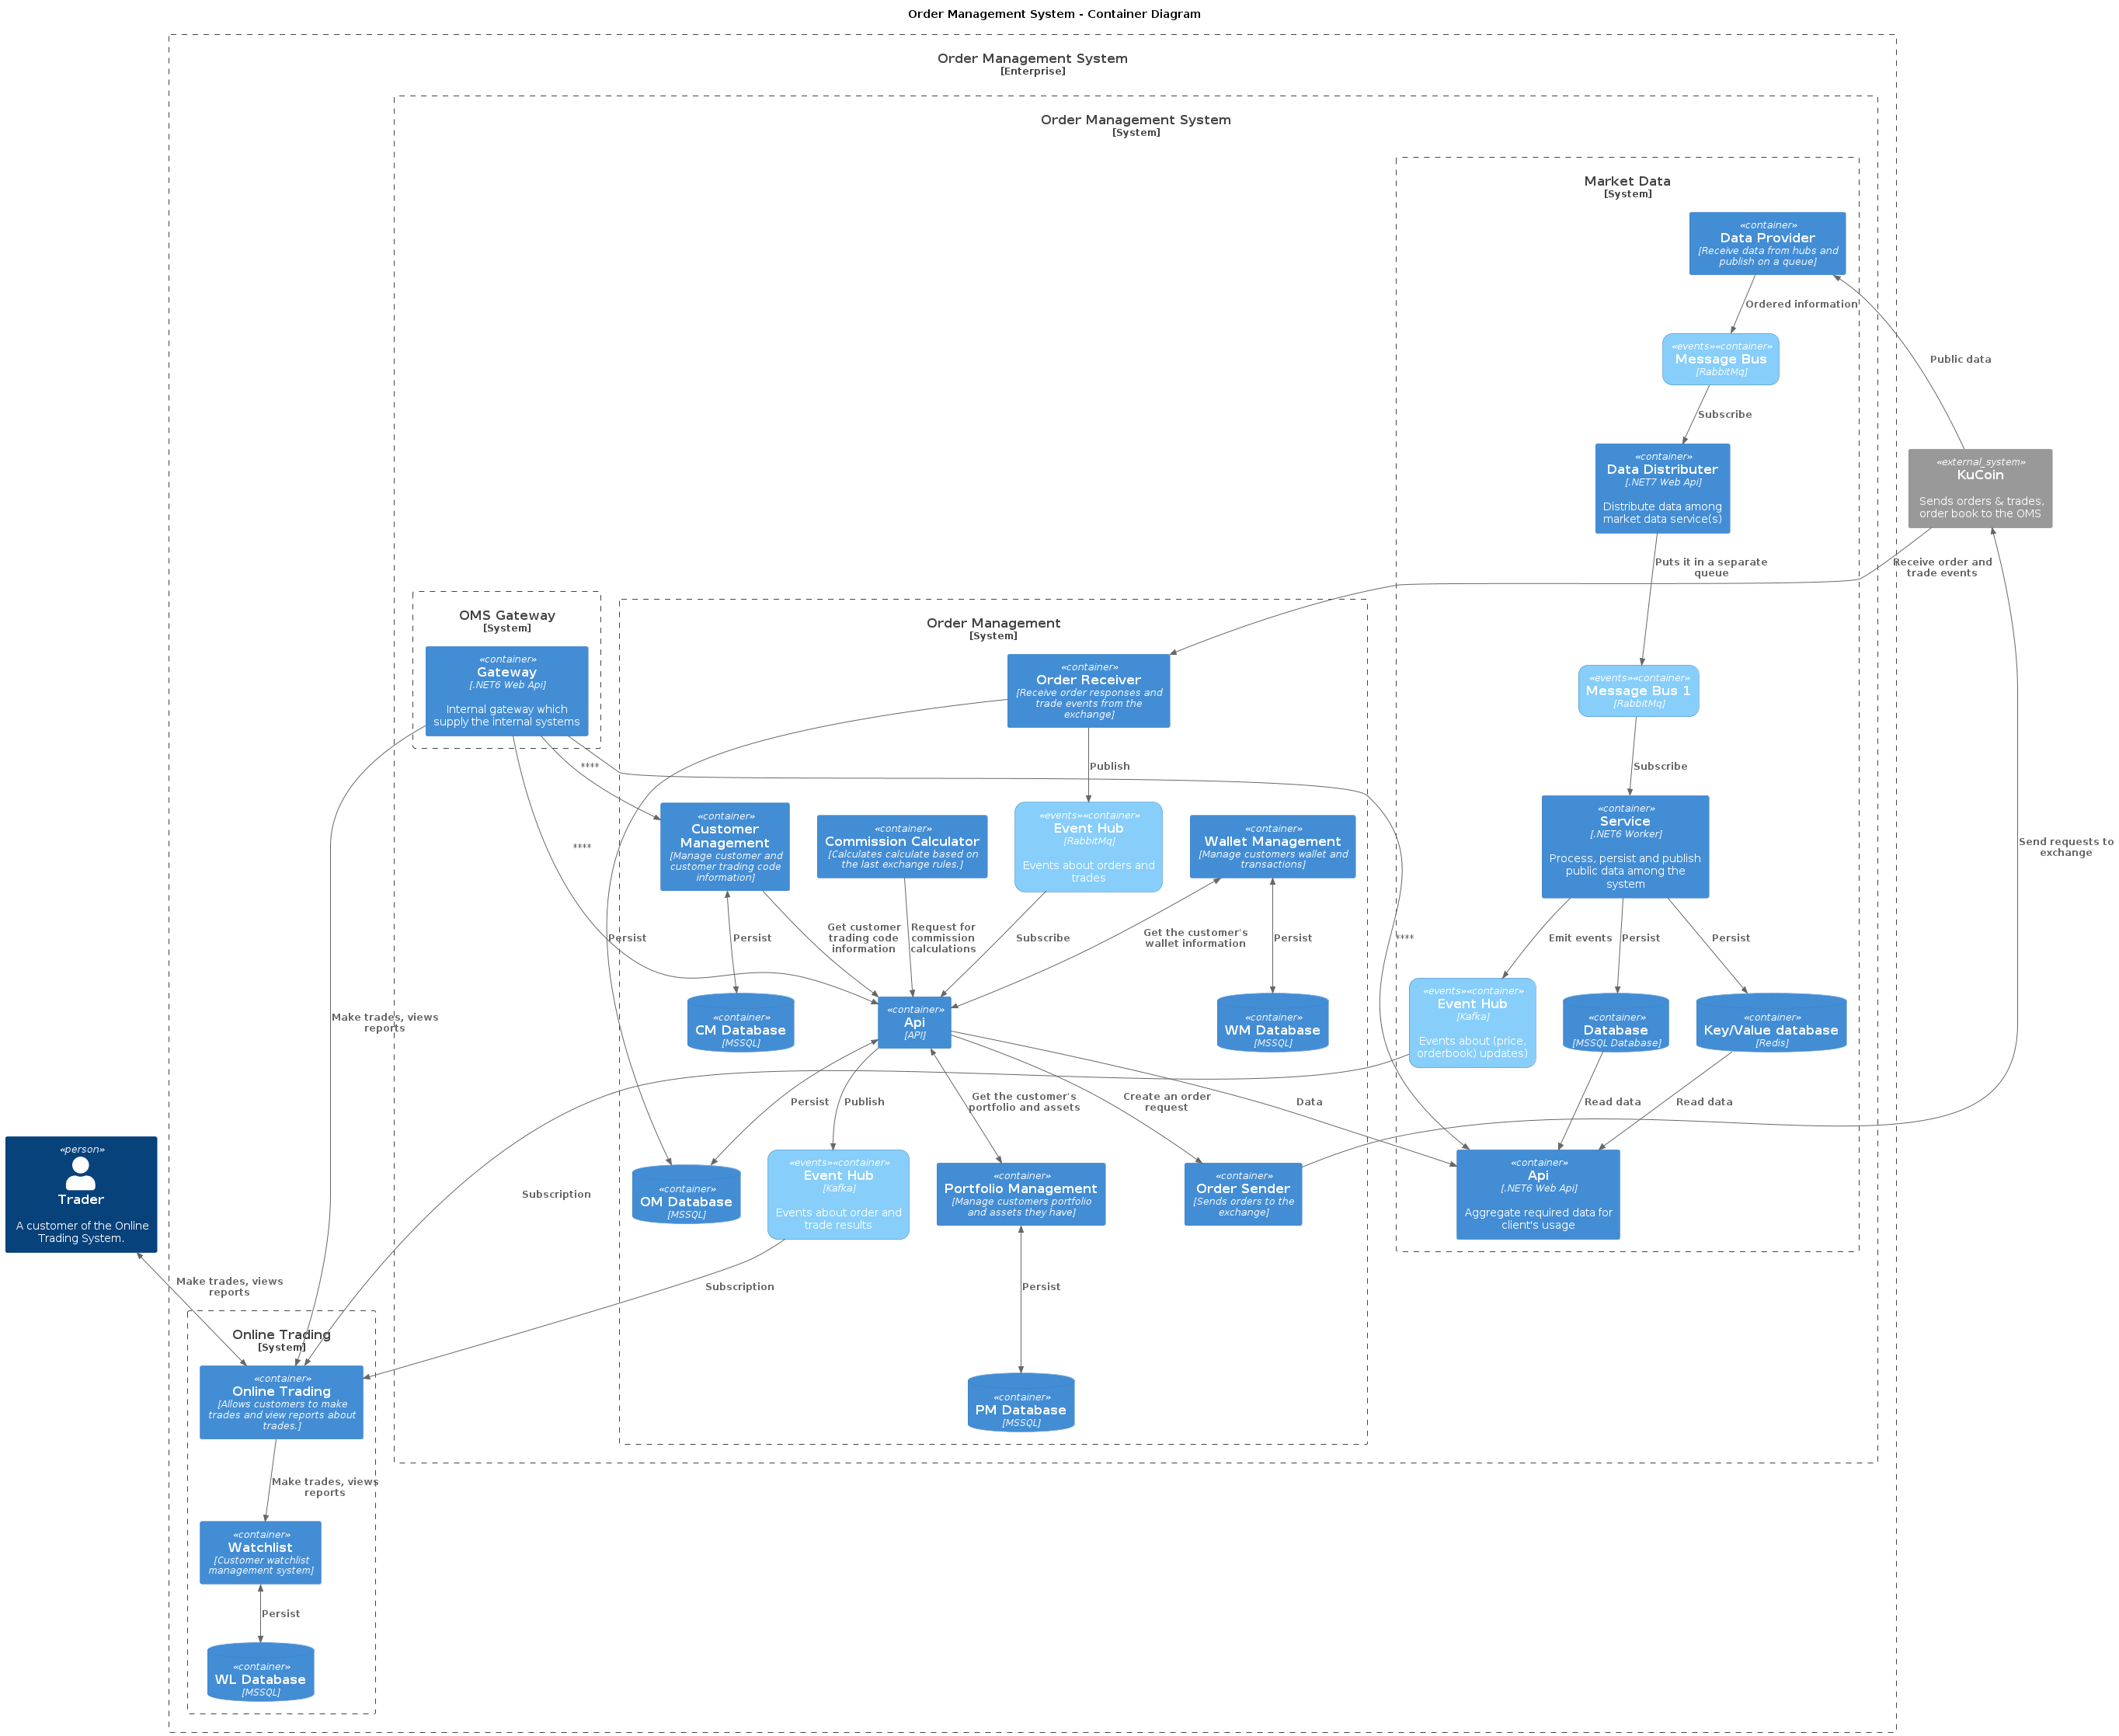 Order Management System - Container Diagram
Order Management System
[Enterprise]
Order Management System
[System]
Market Data
[System]
«container»
Data Provider
[Receive data from hubs and
publish on a queue]
Ordered information
«events»«container»
Message Bus
[RabbitMq]
Public data
Subscribe
«container»
Data Distributer
[.NET7 Web Api]
Distribute data among
market data service(s)
«external_system»
KuCoin
Sends orders & trades,
order book to the OMS
Puts it in a separate
queue
Receive order and
trade events
OMS Gateway
[System]
«container»
Gateway
[.NET6 Web Api]
Internal gateway which
supply the internal systems
Order Management
[System]
«container»
Order Receiver
[Receive order responses and
trade events from the
exchange]
«events»«container»
Message Bus 1
[RabbitMq]
****
Publish
Subscribe
****
«container»
Customer
Management
[Manage customer and
customer trading code
information]
«container»
Commission Calculator
[Calculates calculate based on
the last exchange rules.]
«events»«container»
Event Hub
[RabbitMq]
Events about orders and
trades
«container»
Wallet Management
[Manage customers wallet and
transactions]
«container»
Service
[.NET6 Worker]
Process, persist and publish
public data among the
system
Send requests to
exchange
Persist
Persist
Get customer
trading code
information
Request for
commission
calculations
Subscribe
Get the customer's
wallet information
Persist
****
Emit events
Persist
Persist
Make trades, views
reports
«container»
CM Database
[MSSQL]
«container»
Api
[API]
«container»
WM Database
[MSSQL]
«events»«container»
Event Hub
[Kafka]
Events about (price,
orderbook) updates)
«container»
Database
[MSSQL Database]
«container»
Key/Value database
[Redis]
Persist
Publish
Get the customer's
portfolio and assets
Create an order
request
Data
Read data
Read data
«person»
Trader
A customer of the Online
Trading System.
Subscription
«container»
OM Database
[MSSQL]
«events»«container»
Event Hub
[Kafka]
Events about order and
trade results
«container»
Portfolio Management
[Manage customers portfolio
and assets they have]
«container»
Order Sender
[Sends orders to the
exchange]
«container»
Api
[.NET6 Web Api]
Aggregate required data for
client's usage
Make trades, views
reports
Subscription
Persist
Online Trading
[System]
«container»
Online Trading
[Allows customers to make
trades and view reports about
trades.]
«container»
PM Database
[MSSQL]
Make trades, views
reports
«container»
Watchlist
[Customer watchlist
management system]
Persist
«container»
WL Database
[MSSQL]